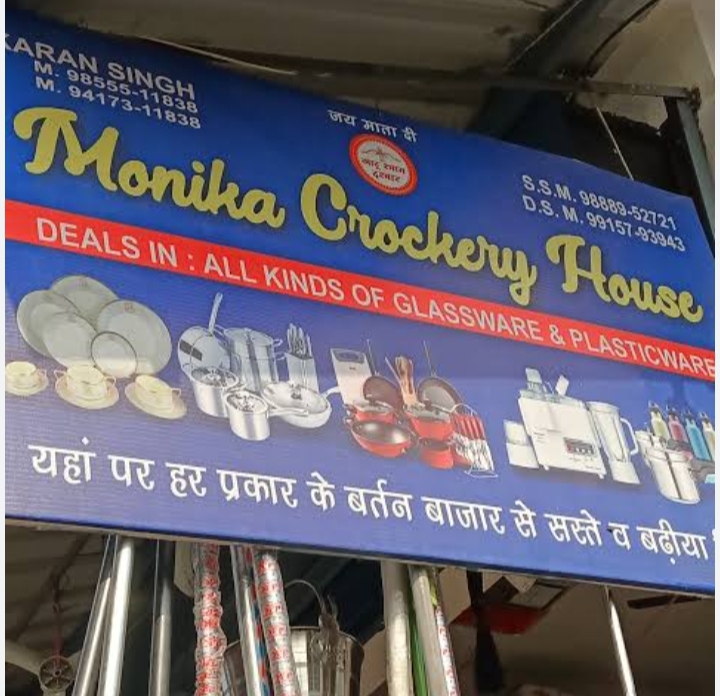 KARAN SINGH
M. 98555-11838
M. 94173-11838
जय माता दी
S.S.M. 98889-52721
D.S. M. 99157-93943
Monika Crockery House
DEALS IN : ALL KINDS OF GLASSWARE & PLASTICWARE
यहां पर हर प्रकार के बर्तन बाजार से सस्ते व बढ़ीया